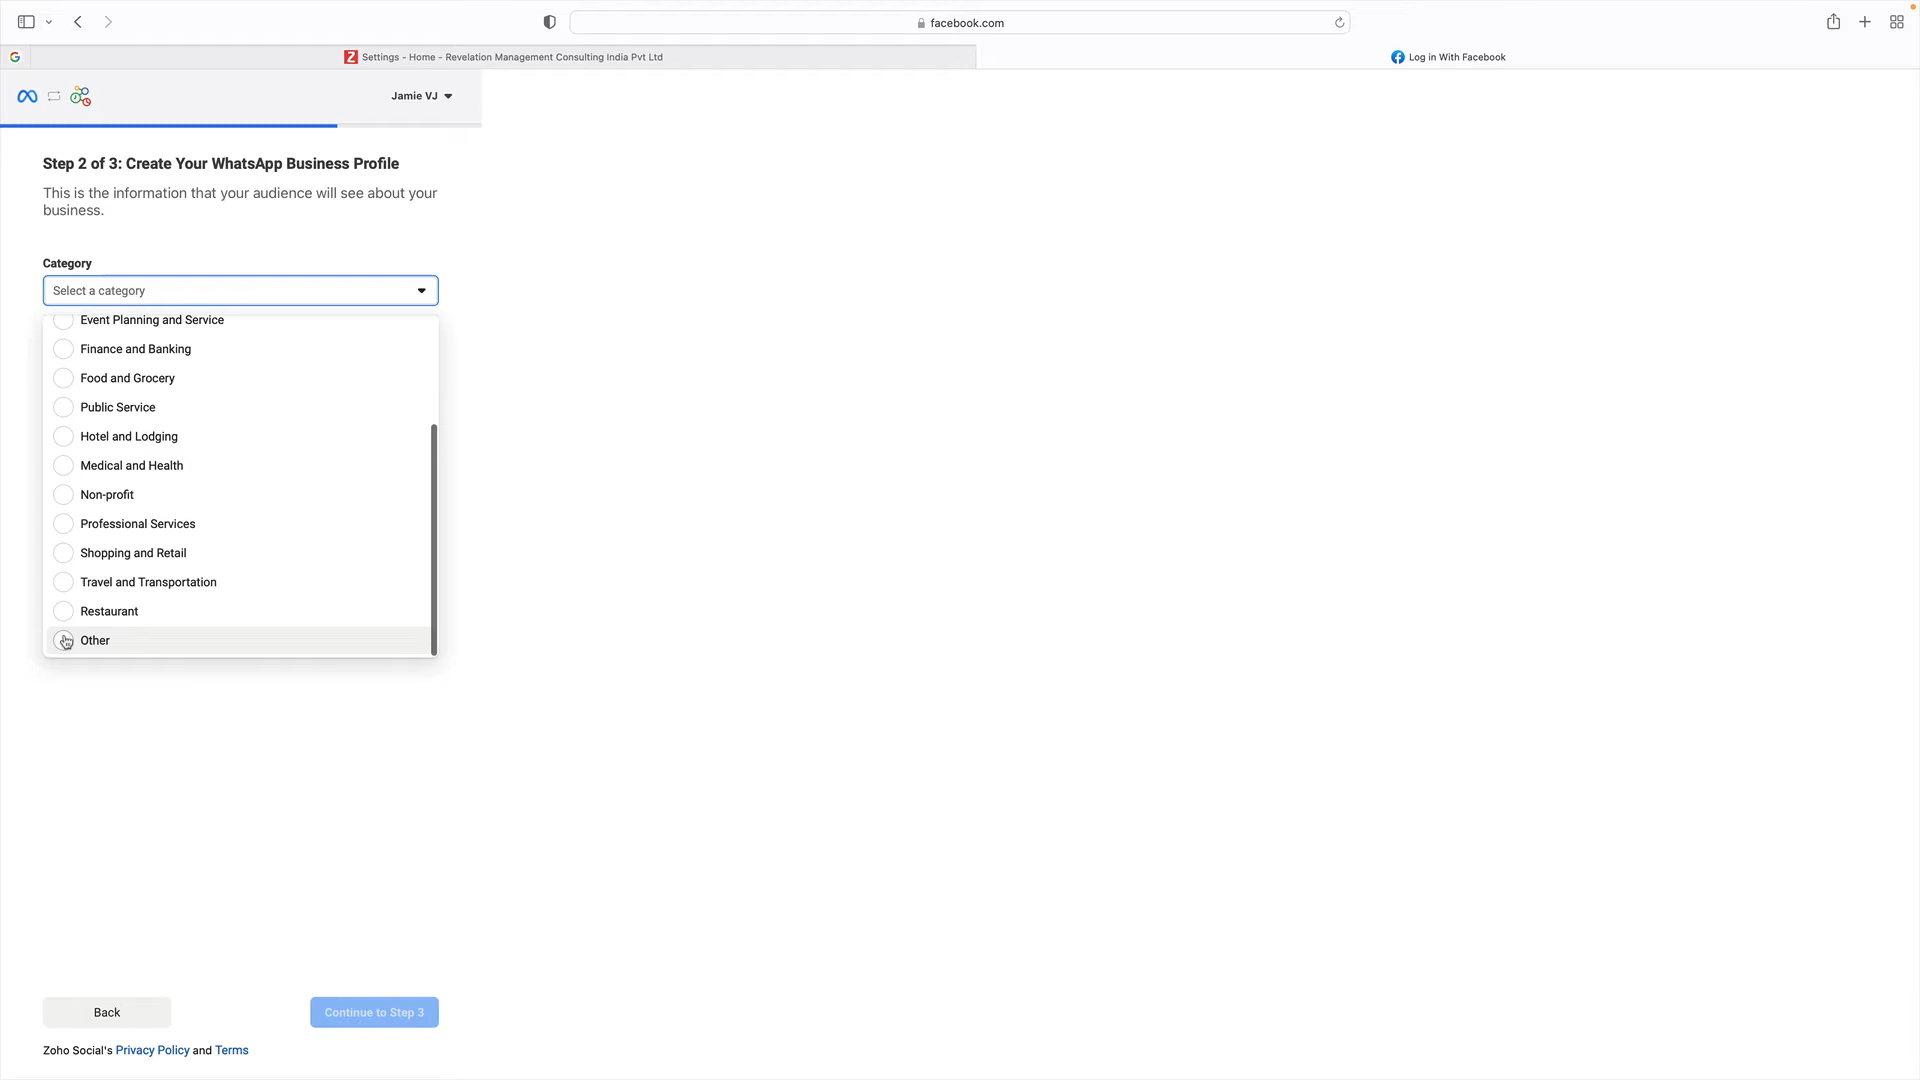 facebook.com
Settings - Home - Revelation Management Consulting India Pvt Ltd
Log in With Facebook
Jamie VJ
Step 2 of 3: Create Your WhatsApp Business Profile
This is the information that your audience will see about your
business.
Category
Select a category
Event Planning and Service
Finance and Banking
Food and Grocery
Public Service
Hotel and Lodging
Medical and Health
Non-profit
Professional Services
Shopping and Retail
Travel and Transportation
Restaurant
Other
Back
Continue to Step 3
Zoho Social's Privacy Policy and Terms